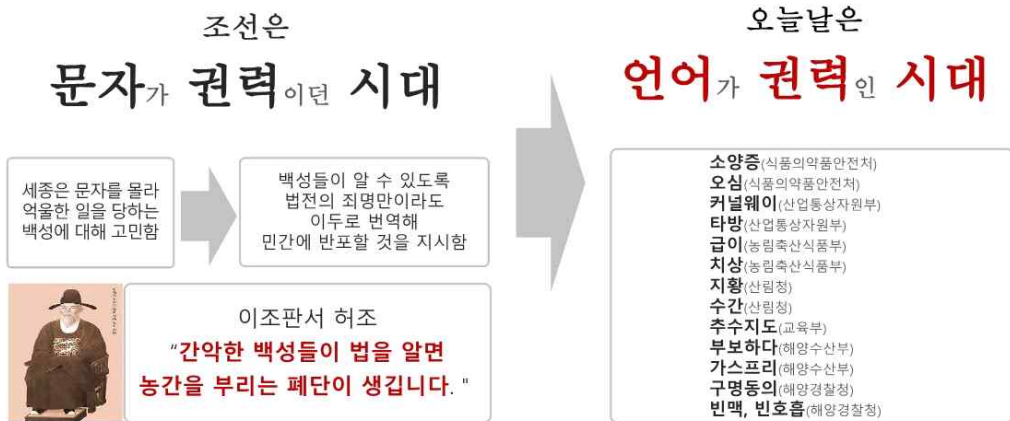 조선은
문자가 권력이던 시대
세종은 문자를 몰라
억울한 일을 당하는
백성에 대해 고민함
백성들이 알 수 있도록
법전의 죄명만이라도
이두로 번역해
민간에 반포할 것을 지시함
이조판서 허조
"간악한 백성들이 법을 알면
농간을 부리는 폐단이 생깁니다. "
오늘날은
언어가 권력인 시대
소양증(식품의약품안전처)
오심(식품의약품안전처)
커널웨이(산업통상자원부)
타방(산업통상자원부)
급이(농림축산식품부)
치상(농림축산식품부)
지황(산림청)
수간(산림청)
추수지도(교육부)
부보하다(해양수산부)
가스프리(해양수산부)
구명동의(해양경찰청)
빈맥, 빈호흡(해양경찰청)